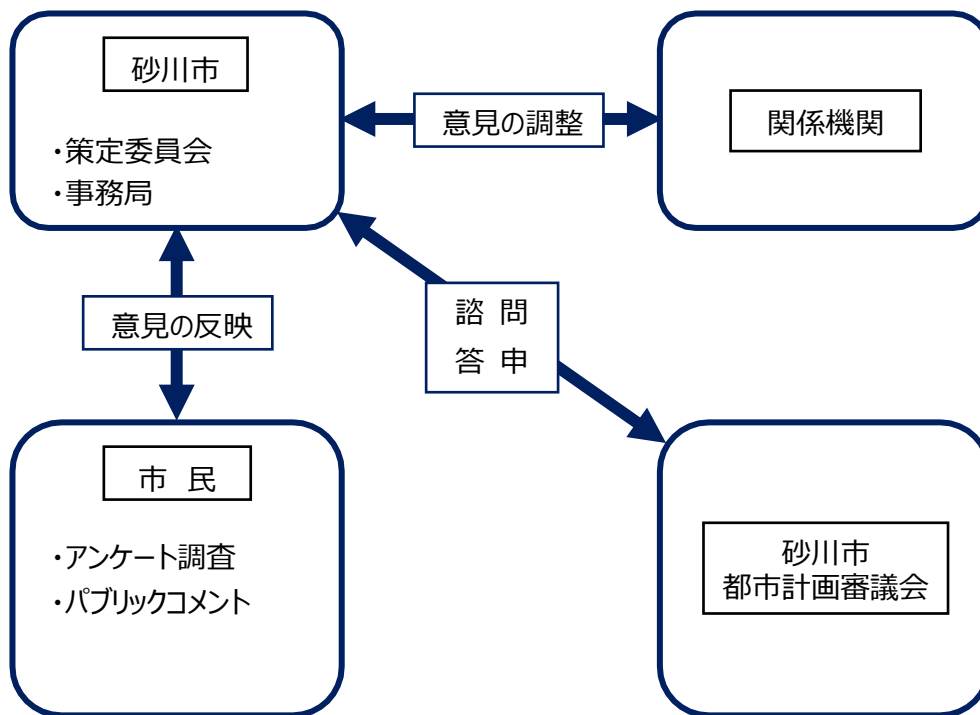 砂川市
・策定委員会
・事務局
意見の調整
関係機関
意見の反映
諮 問
答 申
市 民
・アンケート調査
・パブリックコメント
砂川市
都市計画審議会